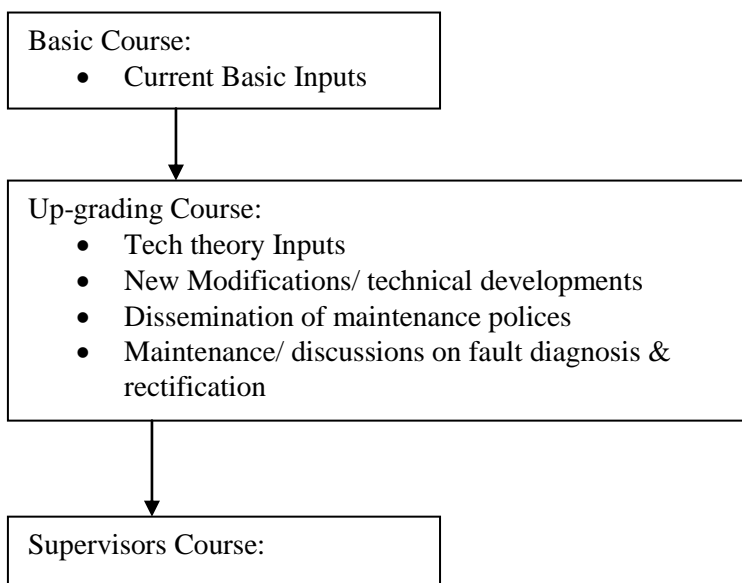 Basic Course:
• Current Basic Inputs
Up-grading Course:
• Tech theory Inputs
• New Modifications/ technical developments
• Dissemination of maintenance polices
• Maintenance/ discussions on fault diagnosis &
rectification
Supervisors Course: